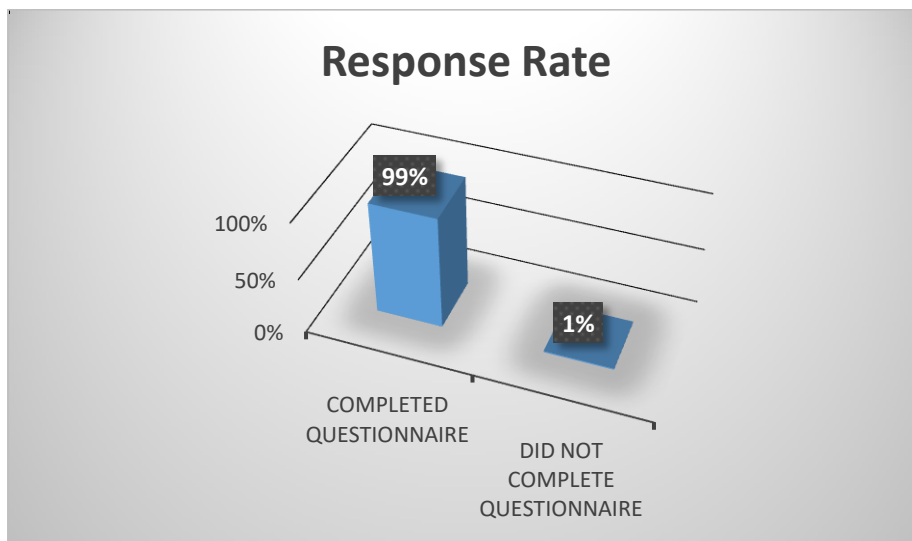 Response Rate
99%
100%
50%
1%
0%
COMPLETED
QUESTIONNAIRE
DID NOT
COMPLETE
QUESTIONNAIRE